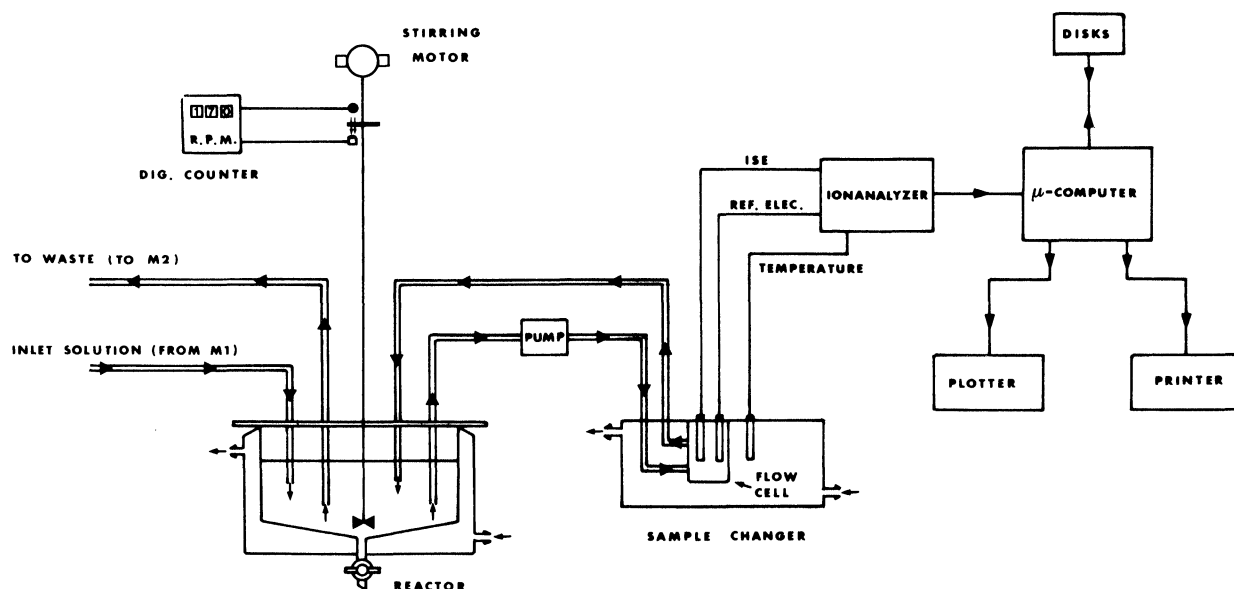 STIRRING
MOTOR
170
R.P.M.
DIG. COUNTER
DISKS
ISE
REF. ELEC.
TEMPERATURE
IONANALYZER
μ-COMPUTER
TO WASTE (TO M2)
INLET SOLUTION (FROM M1)
PUMP
PLOTTER
PRINTER
FLOW
CELL
SAMPLE CHANGER
REACTOR